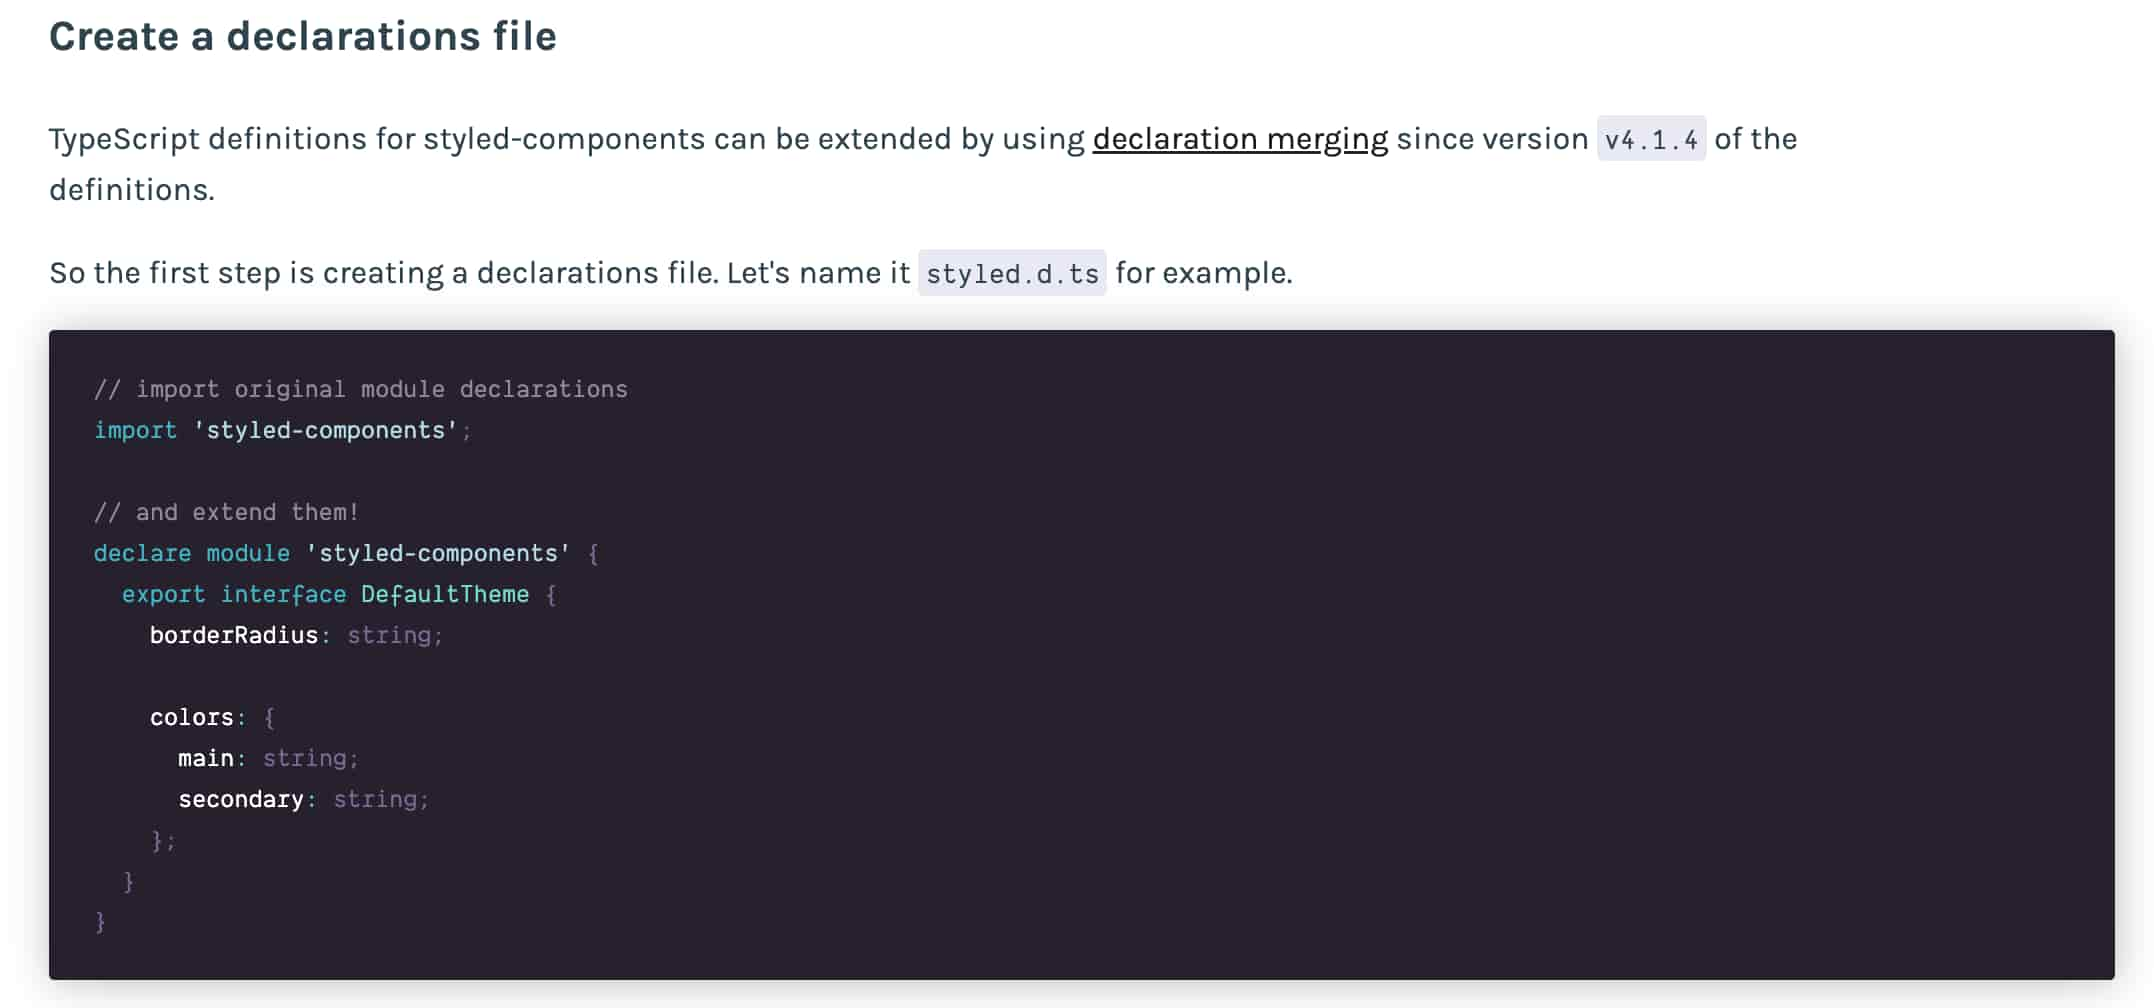 Create a declarations file
TypeScript definitions for styled-components can be extended by using declaration merging since version v4.1.4 of the
definitions.
So the first step is creating a declarations file. Let's name it styled.d.ts for example.
// import original module declarations
import 'styled-components';
// and extend them!
declare module 'styled-components' {
  export interface DefaultTheme {
    borderRadius: string;
    colors: {
      main: string;
      secondary: string;
    };
  }
}